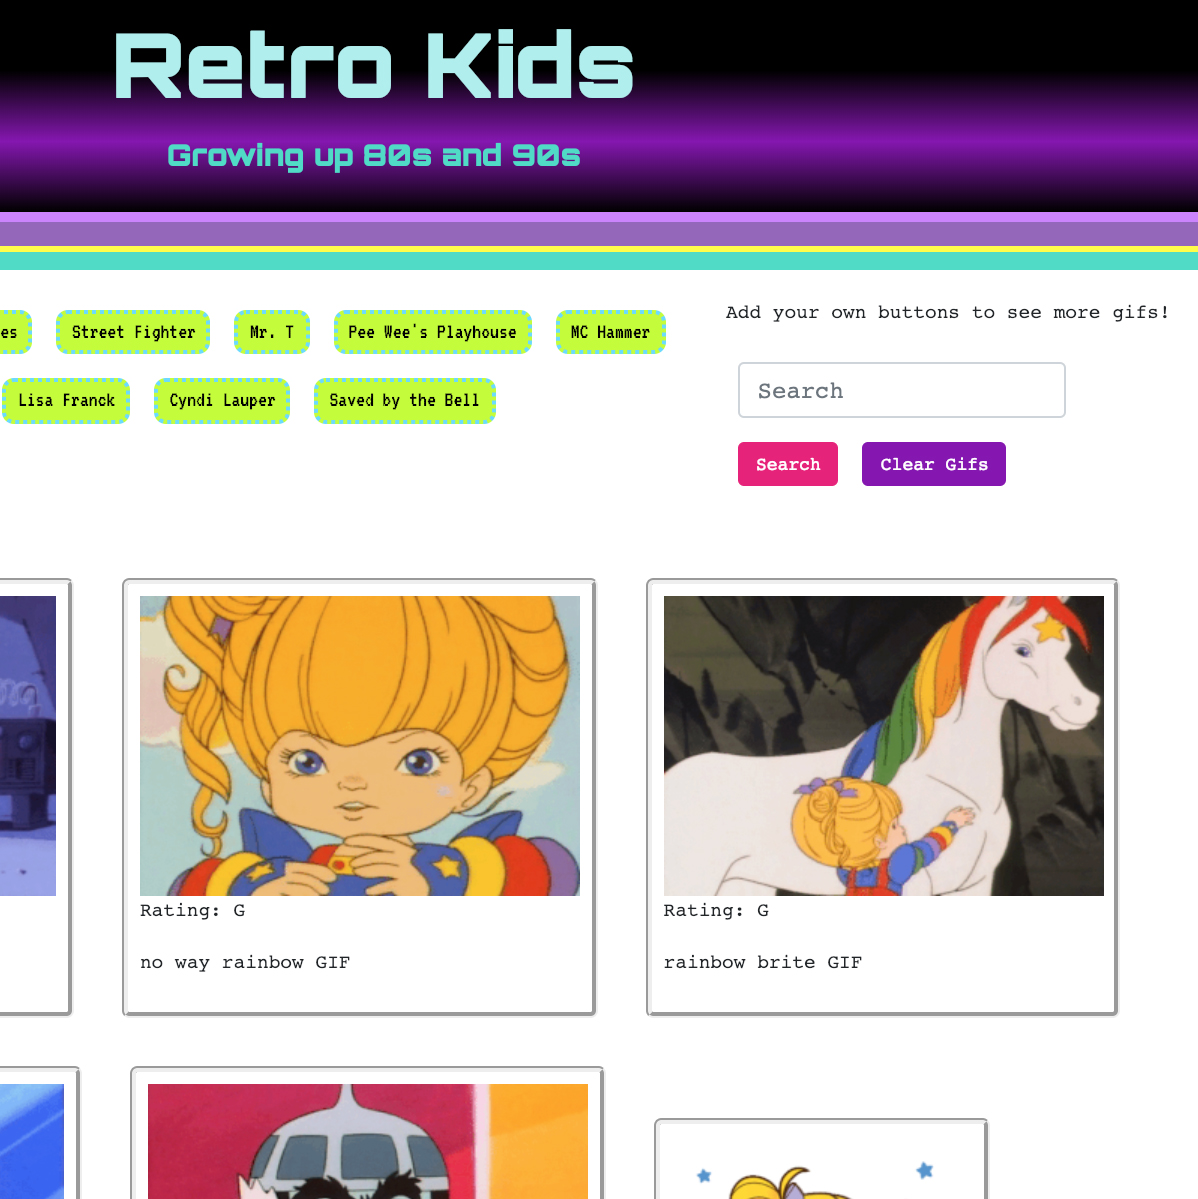 Retro Kids
Growing up 80s and 90s
es
Street Fighter
Mr. T
Pee Wee's Playhouse
MC Hammer
Lisa Franck
Cyndi Lauper
Saved by the Bell
Add your own buttons to see more gifs!
Search
Search
Clear Gifs
Rating: G
no way rainbow GIF
Rating: G
rainbow brite GIF